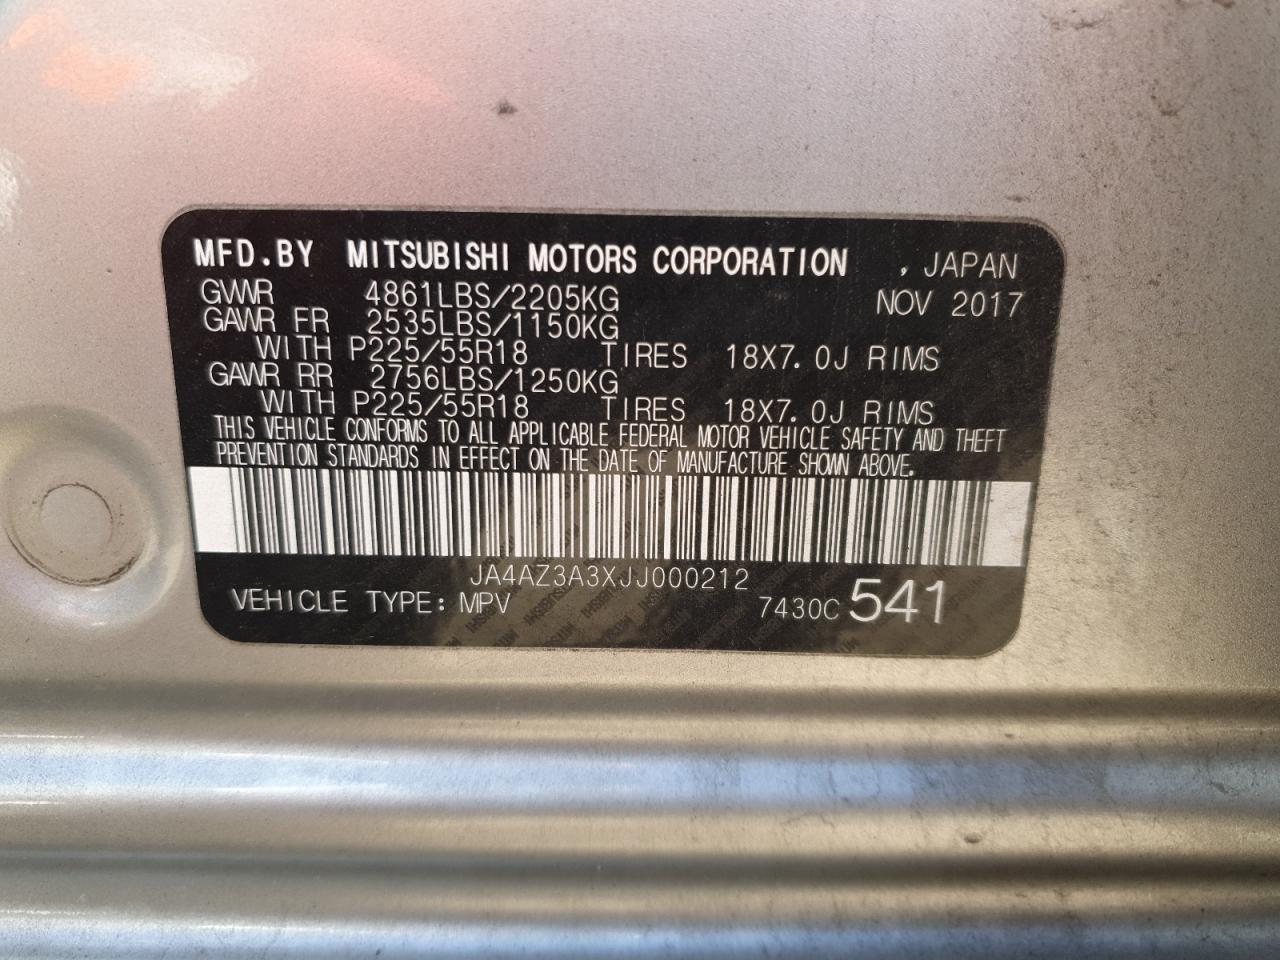 MFD.BY MITSUBISHI MOTORS CORPORATION , JAPAN
GVWR 4861LBS/2205KG NOV 2017
GAWR FR 2535LBS/1150KG
WITH P225/55R18 TIRES 18X7.0J RIMS
GAWR RR 2756LBS/1250KG
WITH P225/55R18 TIRES 18X7.0J RIMS
THIS VEHICLE CONFORMS TO ALL APPLICABLE FEDERAL MOTOR VEHICLE SAFETY AND THEFT
PREVENTION STANDARDS IN EFFECT ON THE DATE OF MANUFACTURE SHOWN ABOVE.
JA4AZ3A3XJJ000212
VEHICLE TYPE: MPV 7430C 541